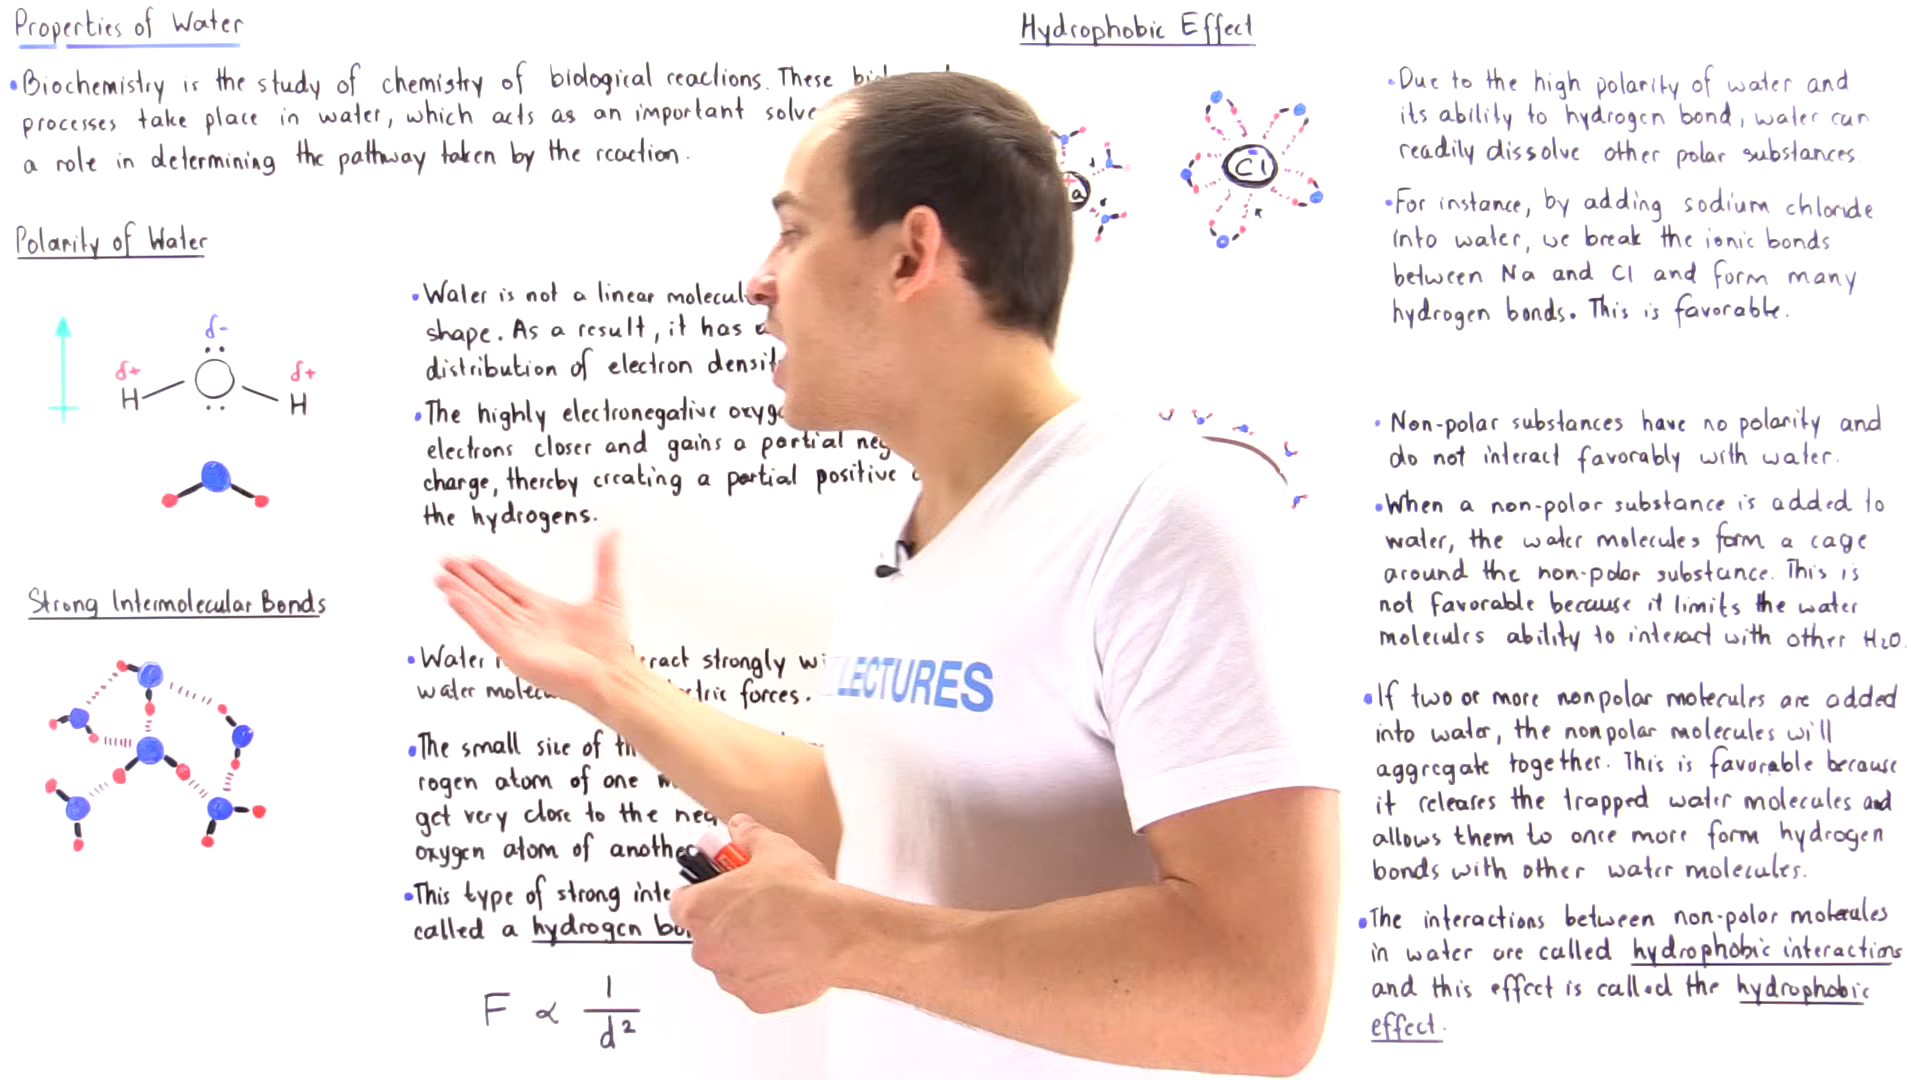 Properties of Water
•Biochemistry is the study of chemistry of biological reactions. These
processes take place in water, which acts as an important
a role in determining the pathway taken by the reaction.
Polarity of Water
δ-
δ+
δ+
H
H
•Water is not a linear
shape. As a result, it has
distribution of electron
•The highly electronegative
electrons closer and gains a partial
charge, thereby creating a partial positive
the hydrogens.
Strong Intermolecular Bonds
•Water strongly
water forces.
•The small size of
rogen atom of one
get very close to the
oxygen atom of
•This type of strong
called a hydrogen
F ∝ 1
d²
LECTURES
Hydrophobic Effect
+
a
-
Cl
•Due to the high polarity of water and
its ability to hydrogen bond, water can
readily dissolve other polar substances.
•For instance, by adding sodium chloride
into water, we break the ionic bonds
between Na and Cl and form many
hydrogen bonds. This is favorable.
•Non-polar substances have no polarity and
do not interact favorably with water.
•When a non-polar substance is added to
water, the water molecules form a cage
around the non-polar substance. This is
not favorable because it limits the water
molecules ability to interact with other H2O.
•If two or more nonpolar molecules are added
into water, the nonpolar molecules will
aggregate together. This is favorable because
it releases the trapped water molecules and
allows them to once more form hydrogen
bonds with other water molecules.
•The interactions between non-polar molecules
in water are called hydrophobic interactions
and this effect is called the hydrophobic
effect.